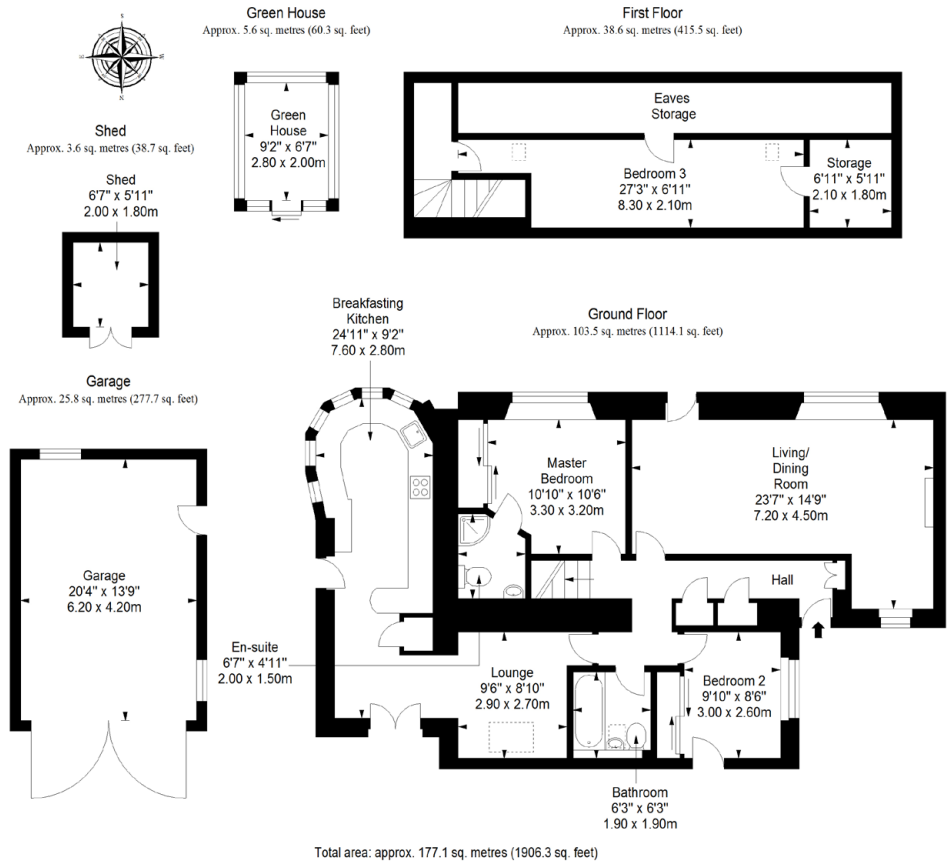 Green House
Approx. 5.6 sq. metres (60.3 sq. feet)
First Floor
Approx. 38.6 sq. metres (415.5 sq. feet)
S
E
W
N
Shed
Approx. 3.6 sq. metres (38.7 sq. feet)
Shed
6'7" x 5'11"
2.00 x 1.80m
Green
House
9'2" x 6'7"
2.80 x 2.00m
Eaves
Storage
Bedroom 3
27'3" x 6'11"
8.30 x 2.10m
Storage
6'11" x 5'11"
2.10 x 1.80m
Breakfasting
Kitchen
24'11" x 9'2"
7.60 x 2.80m
Ground Floor
Approx. 103.5 sq. metres (1114.1 sq. feet)
Garage
Approx. 25.8 sq. metres (277.7 sq. feet)
Master
Bedroom
10'10" x 10'6"
3.30 x 3.20m
Living/
Dining
Room
23'7" x 14'9"
7.20 x 4.50m
Garage
20'4" x 13'9"
6.20 x 4.20m
Hall
En-suite
6'7" x 4'11"
2.00 x 1.50m
Lounge
9'6" x 8'10"
2.90 x 2.70m
Bedroom 2
9'10" x 8'6"
3.00 x 2.60m
Bathroom
6'3" x 6'3"
1.90 x 1.90m
Total area: approx. 177.1 sq. metres (1906.3 sq. feet)